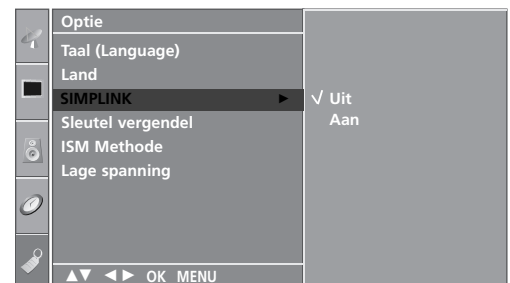 Optie
Taal (Language)
Land
SIMPLINK ► √ Uit
Aan
Sleutel vergendel
ISM Methode
Lage spanning
▲▼ ◄► OK MENU